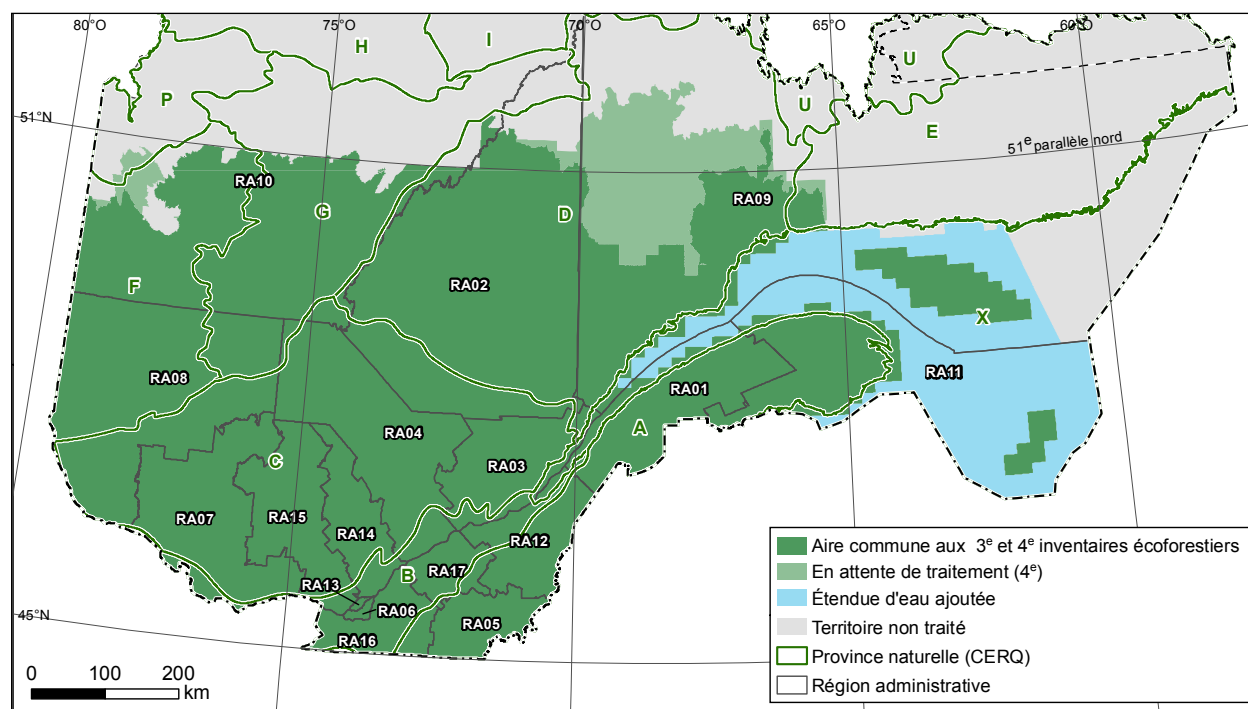 80°O
75°O
70°O
65°O
60°O
H
I
U
P
U
E
51°N
51e parallèle nord
RA10
RA09
G
D
F
RA02
X
RA08
RA11
RA01
RA04
A
C
RA03
RA07
RA15
RA14
RA12
B
RA17
RA13
RA06
RA05
45°N
RA16
Aire commune aux 3e et 4e inventaires écoforestiers
En attente de traitement (4e)
Étendue d'eau ajoutée
Territoire non traité
Province naturelle (CERQ)
Région administrative
0 100 200
km